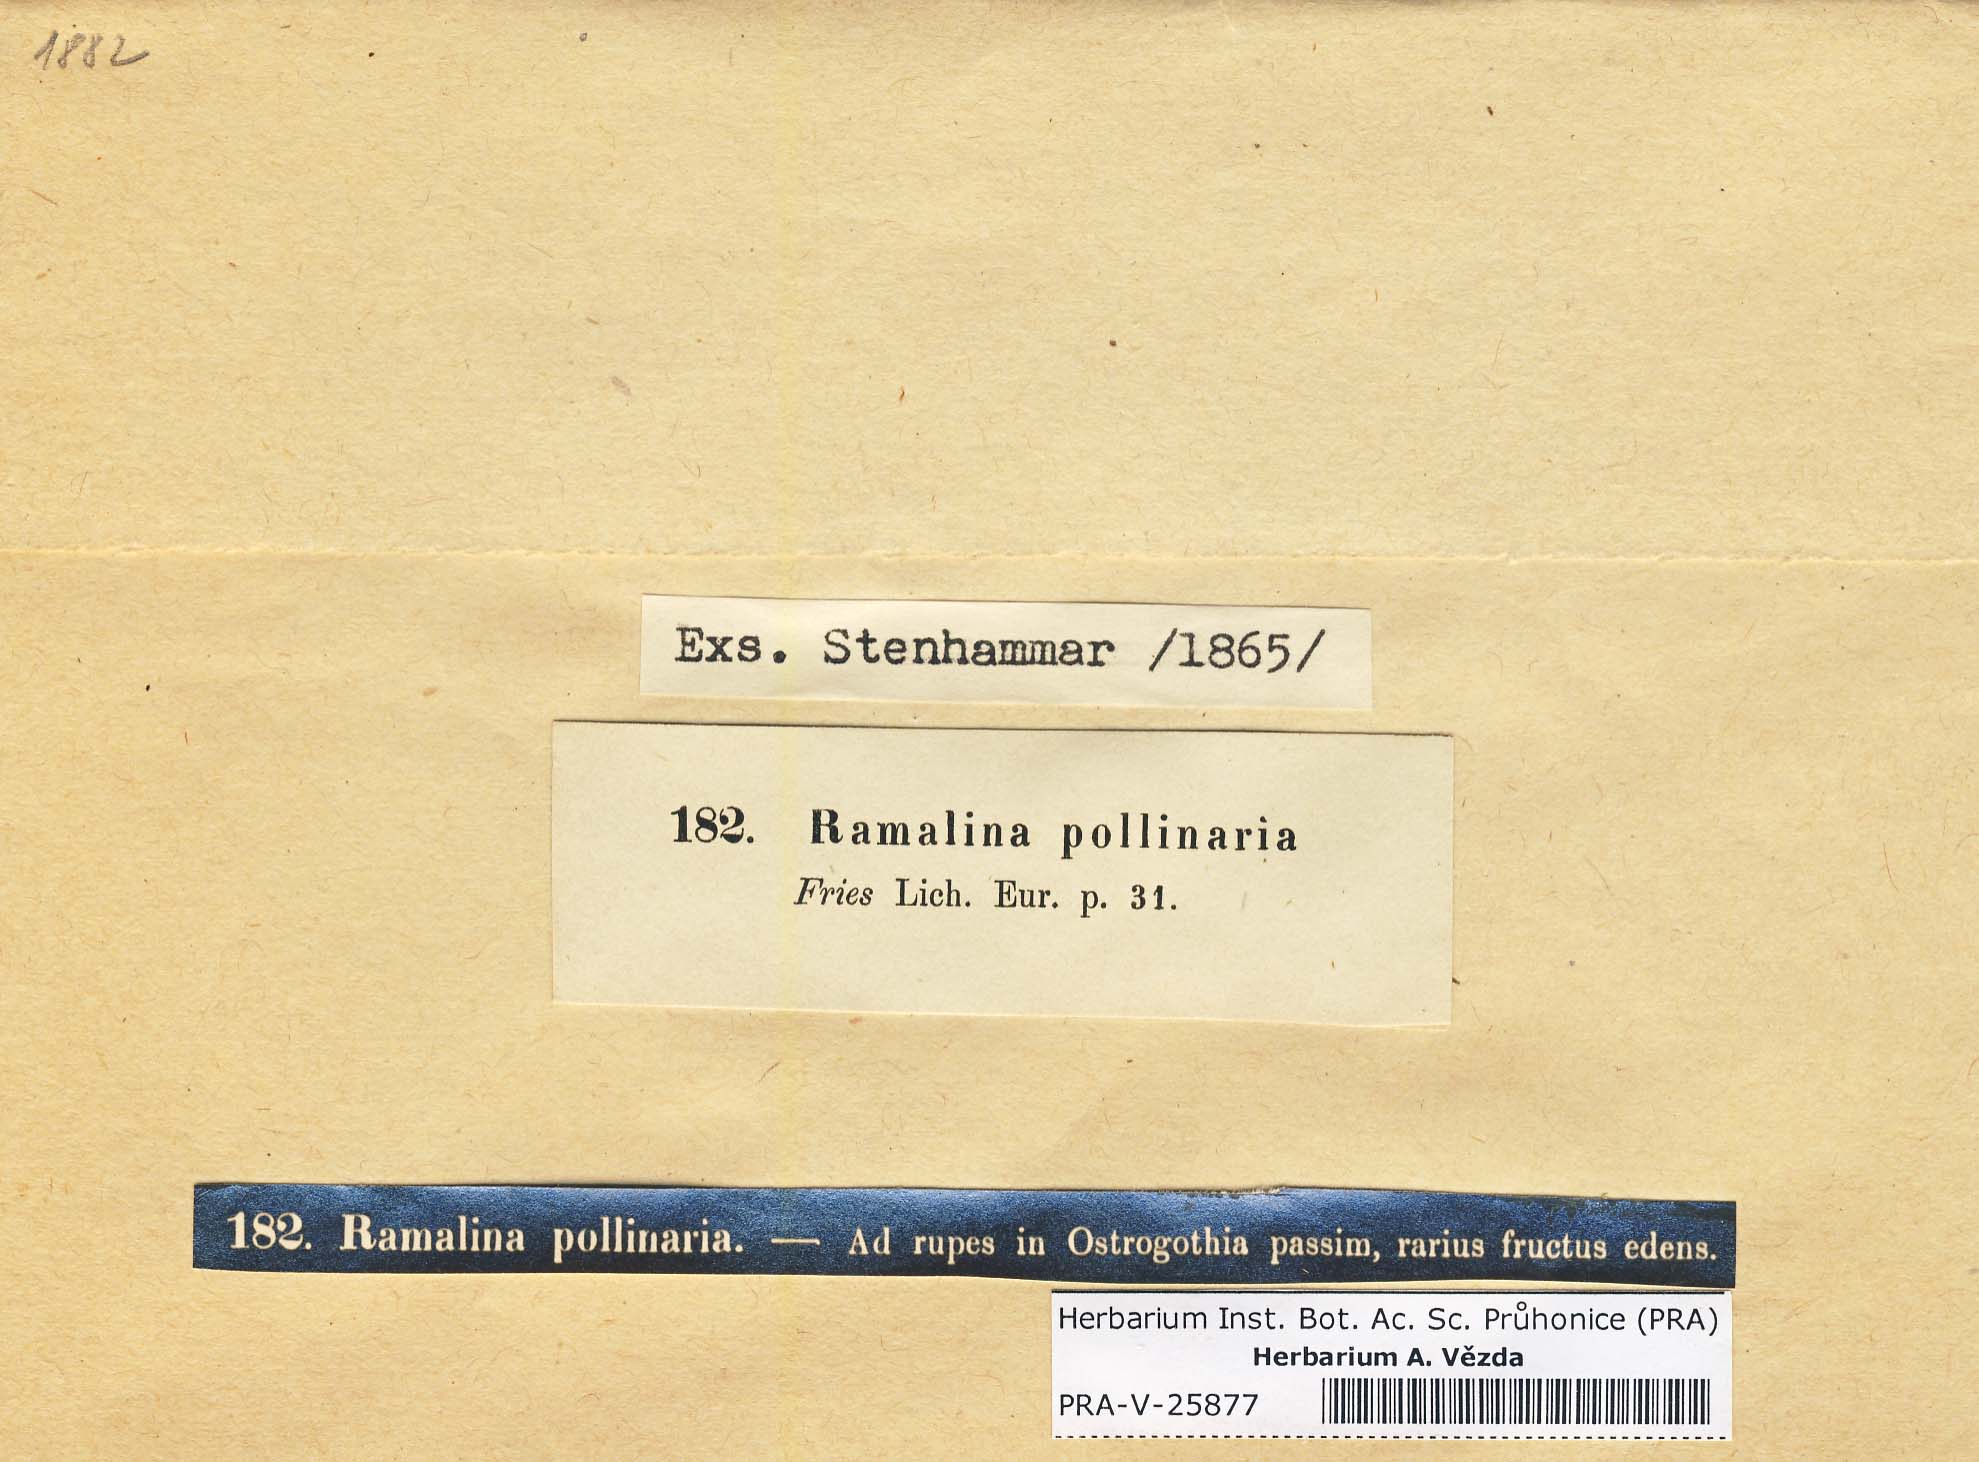 1882
Exs. Stenhammar /1865/
182. Ramalina pollinaria
Fries Lich. Eur. p. 31.
182. Ramalina pollinaria. — Ad rupes in Ostrogothia passim, rarius fructus edens.
Herbarium Inst. Bot. Ac. Sc. Průhonice (PRA)
Herbarium A. Vězda
PRA-V-25877